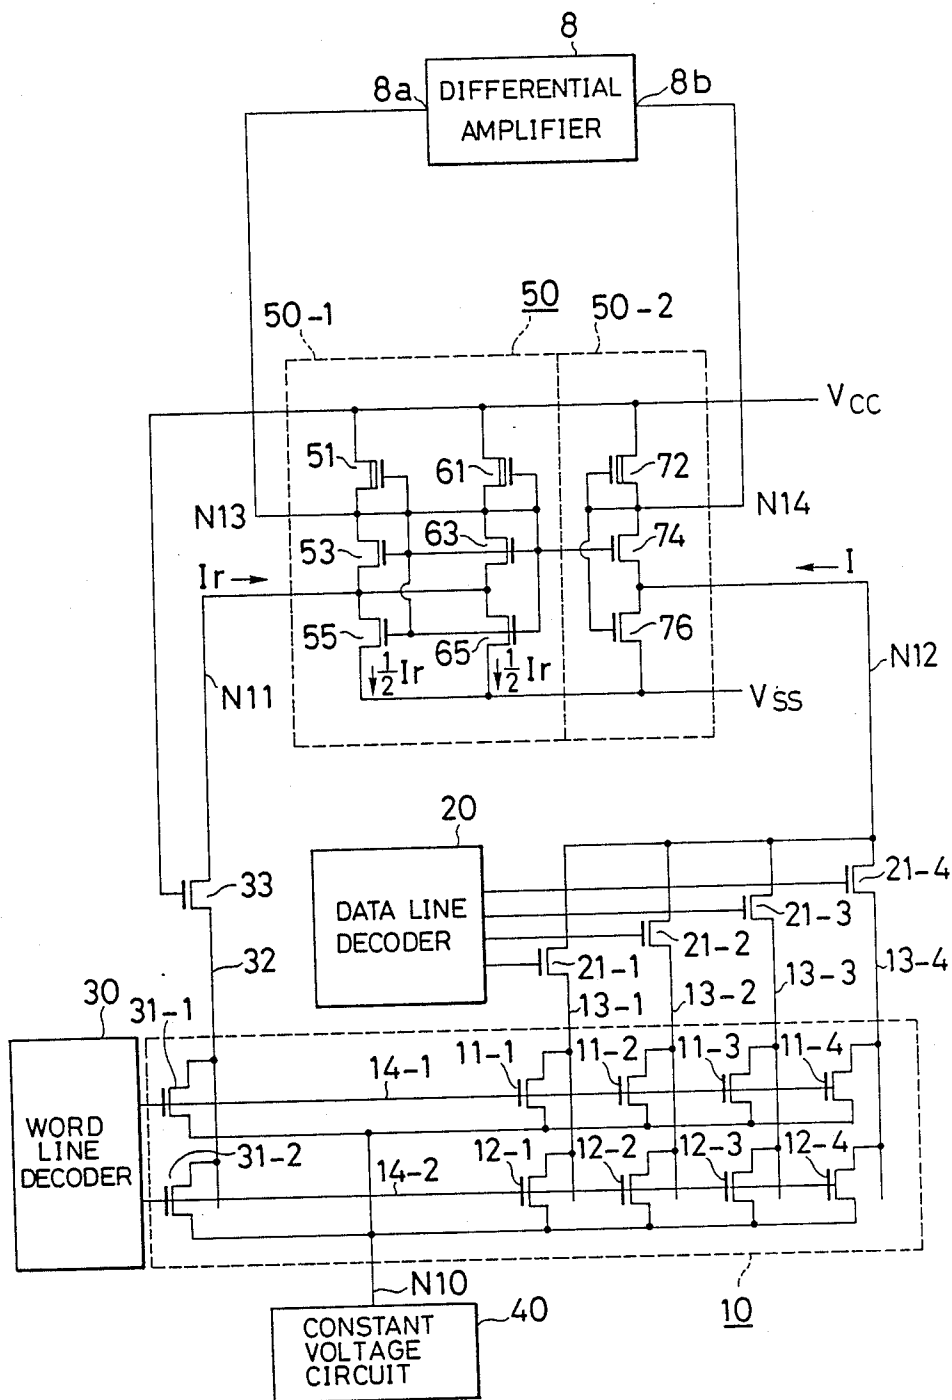 8
8a
DIFFERENTIAL
AMPLIFIER
8b
50-1
50
50-2
VCC
51
61
72
N13
N14
53
63
74
Ir
I
55
65
76
1/2 Ir
1/2 Ir
N12
N11
VSS
20
33
DATA LINE
DECODER
21-4
21-3
21-2
21-1
32
13-4
13-3
13-2
13-1
30
31-1
14-1
11-1
11-2
11-3
11-4
WORD
LINE
DECODER
31-2
14-2
12-1
12-2
12-3
12-4
N10
10
40
CONSTANT
VOLTAGE
CIRCUIT